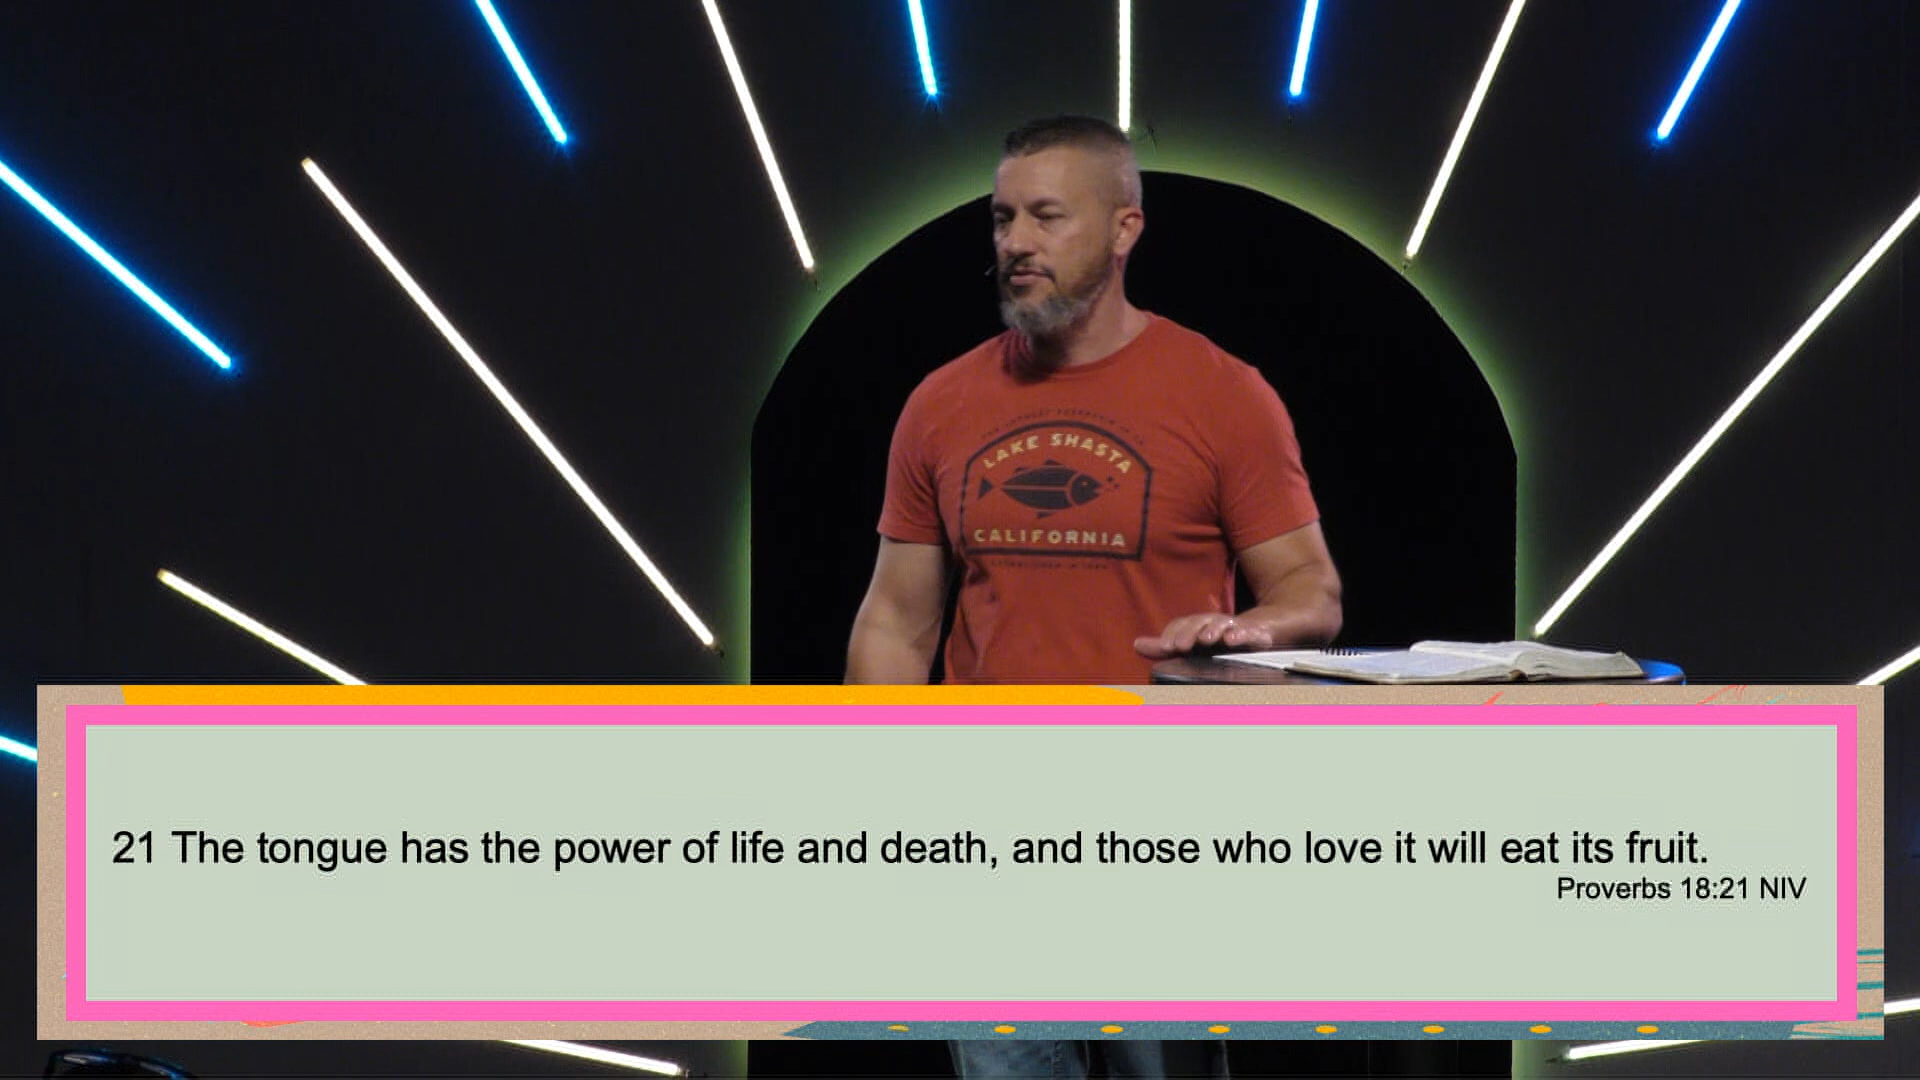 LAKE SHASTA
CALIFORNIA
21 The tongue has the power of life and death, and those who love it will eat its fruit.
Proverbs 18:21 NIV